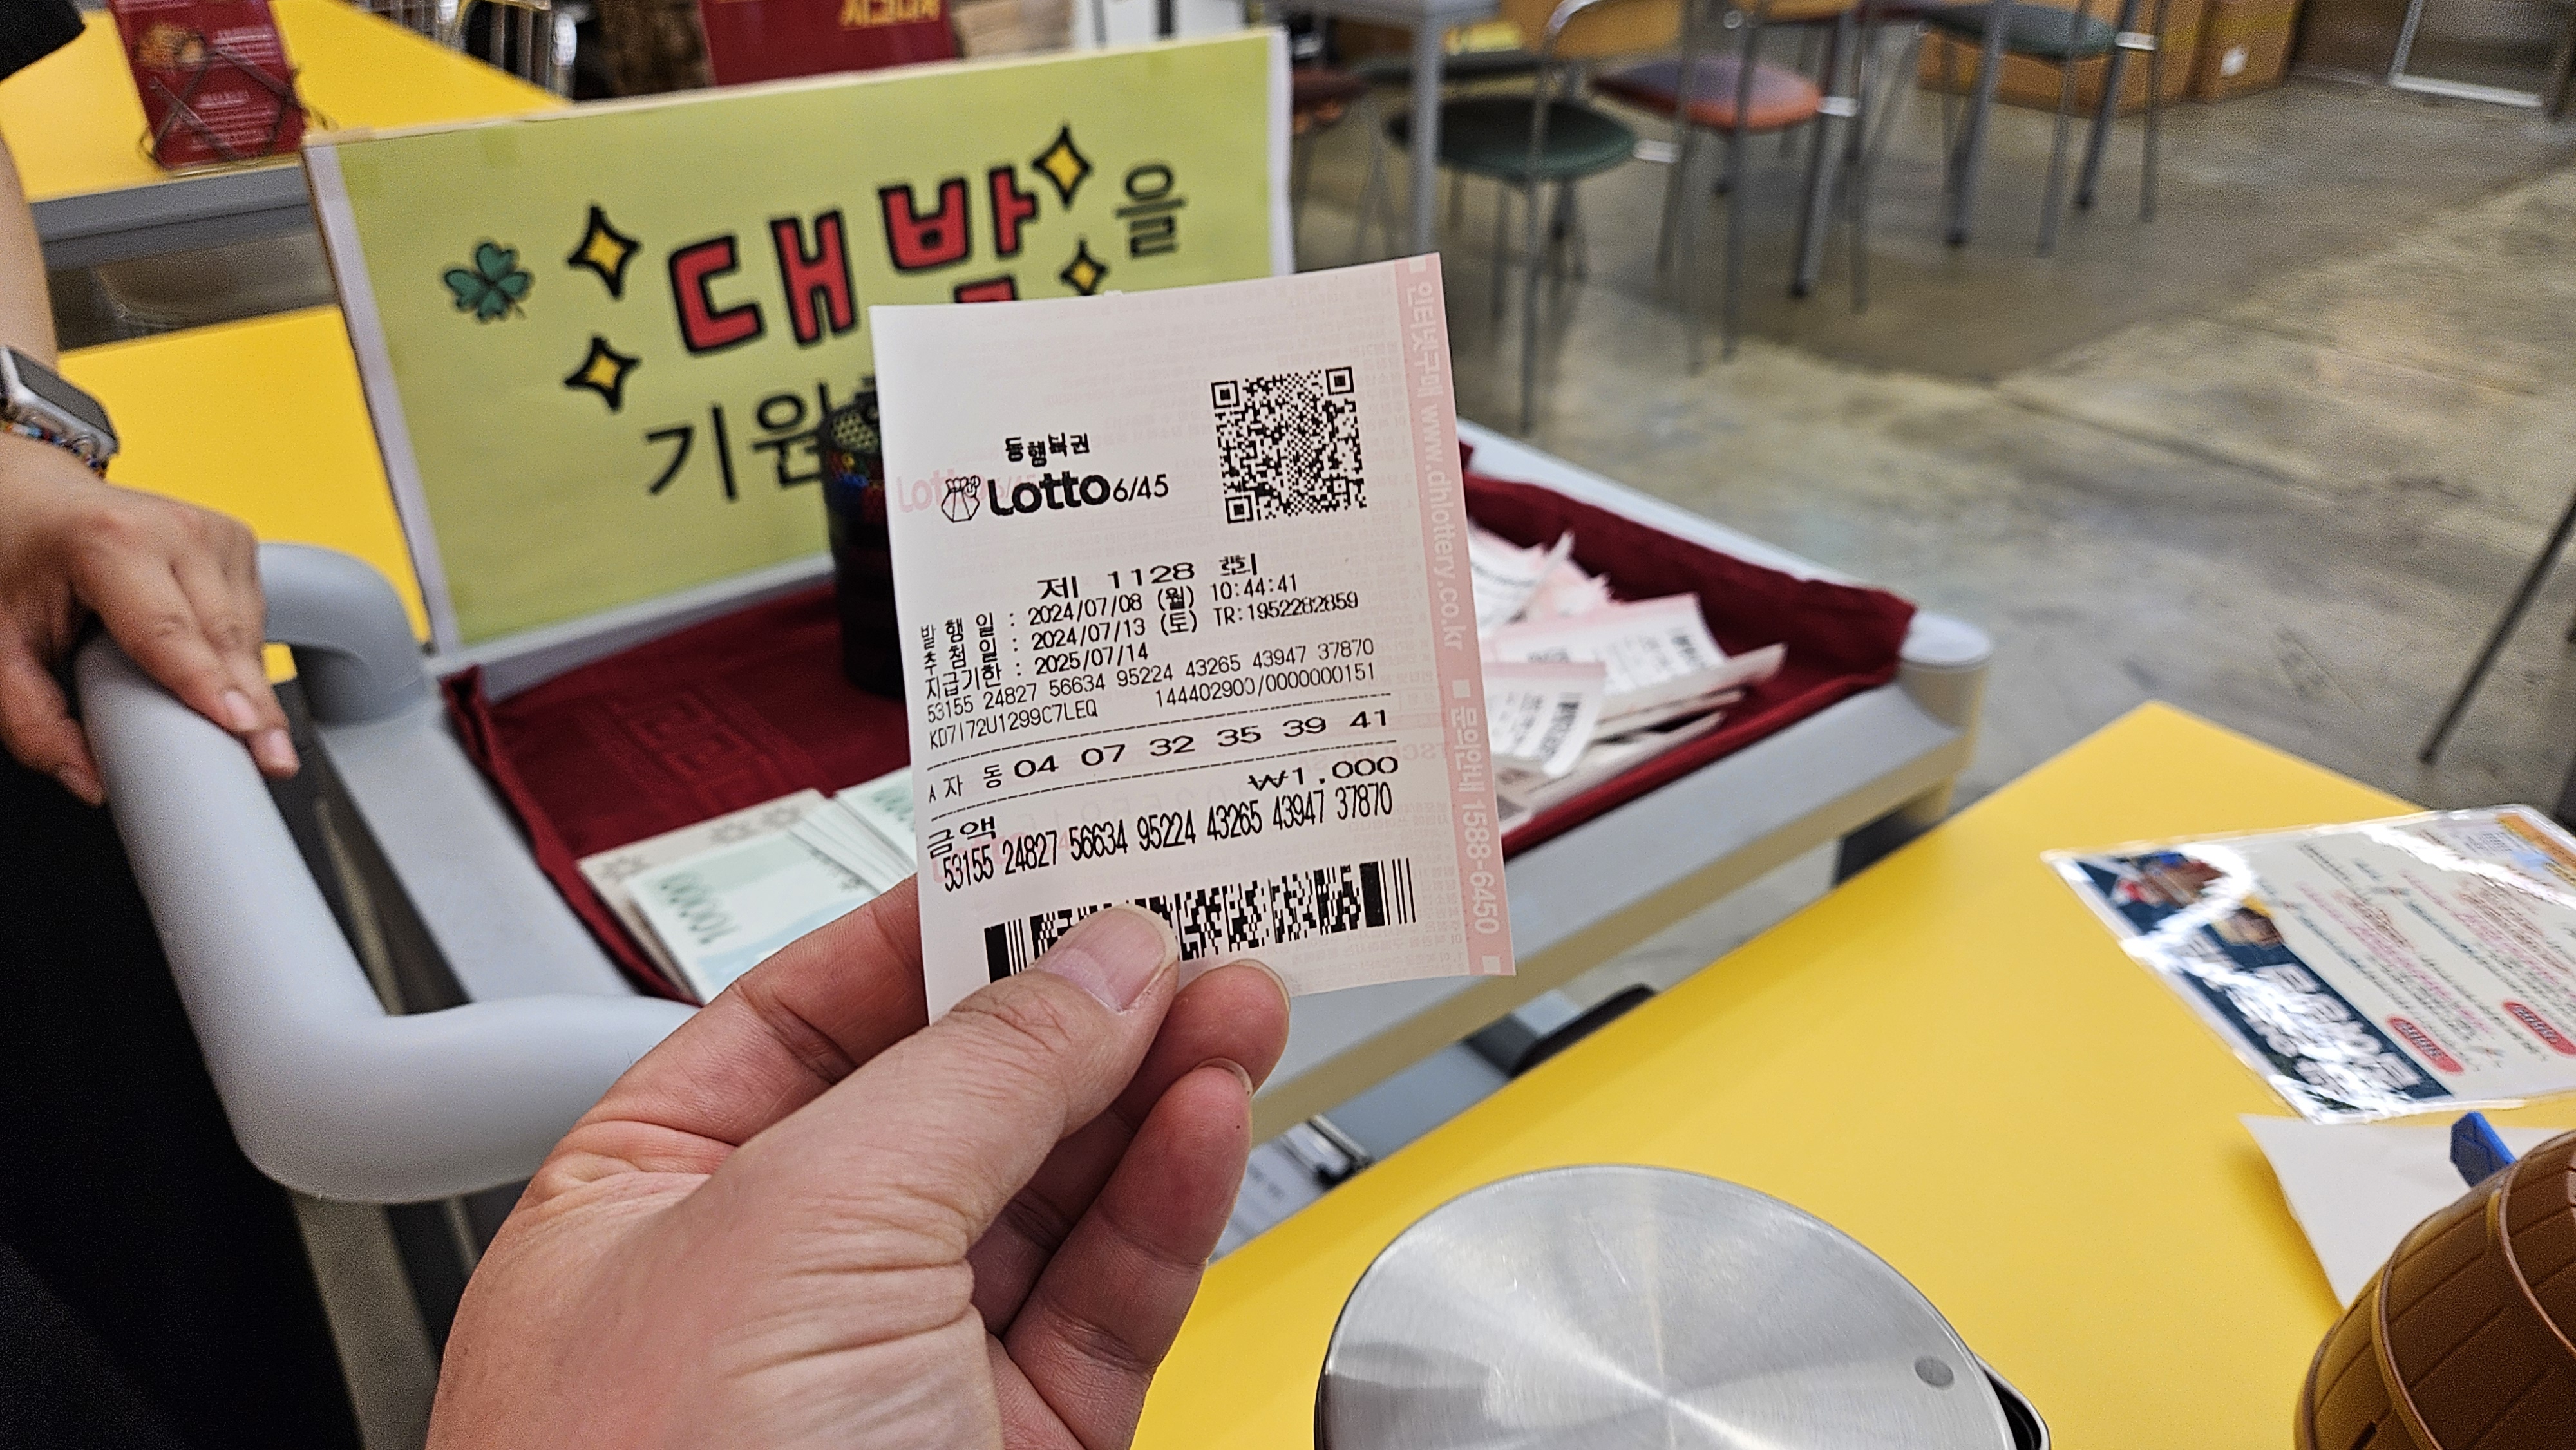 대박을
기원
동행복권
Lotto 6/45
제 1128 회
발 행 일 : 2024/07/08 (월) 10:44:41
추 첨 일 : 2024/07/13 (토) TR:1952282859
지급기한 : 2025/07/14
53155 24827 56634 95224 43265 43947 37870
KD7172U1299C7LEQ 144402900/0000000151
A 자 동 04 07 32 35 39 41
금액 ₩1,000
53155 24827 56634 95224 43265 43947 37870
인터넷구매 www.dhlottery.co.kr
문의안내 1588-6450
10000